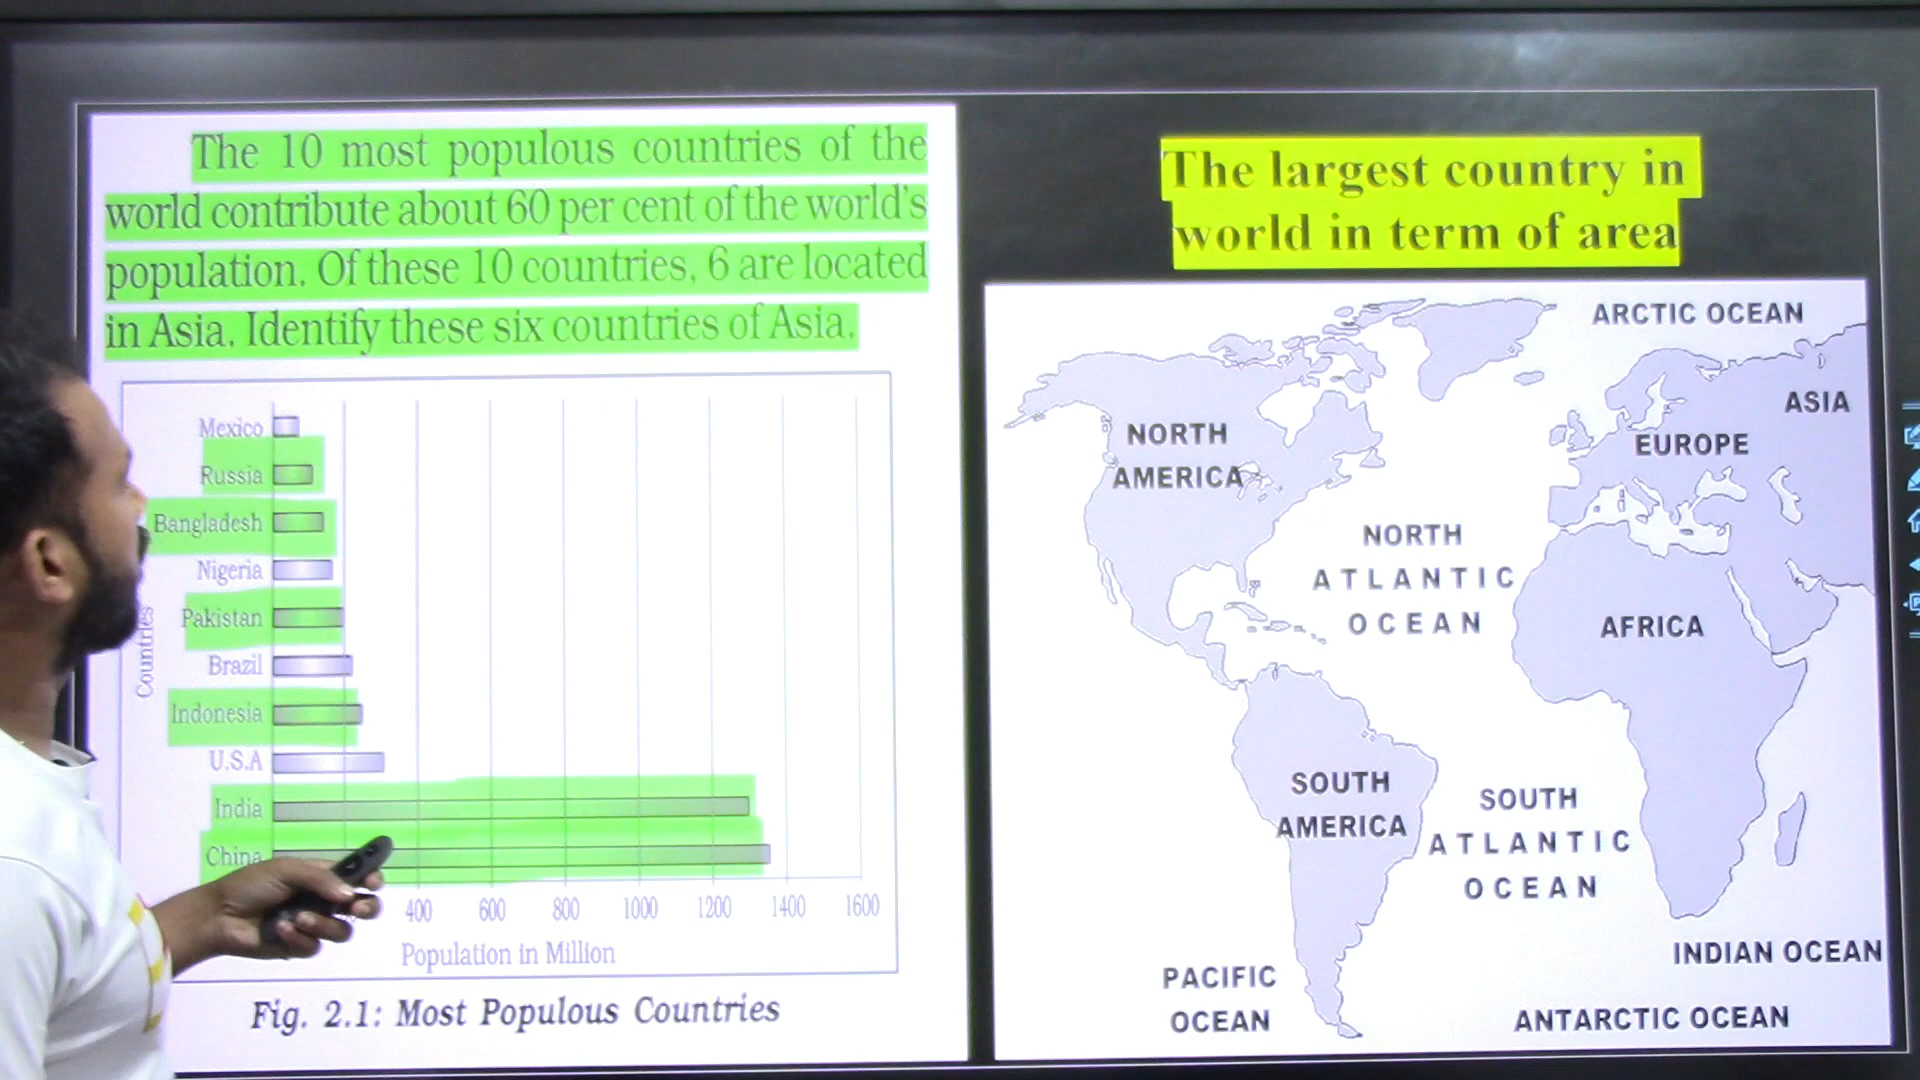 The 10 most populous countries of the
world contribute about 60 per cent of the world's
population. Of these 10 countries, 6 are located
in Asia. Identify these six countries of Asia.
Mexico
Russia
Bangladesh
Nigeria
Pakistan
Brazil
Indonesia
U.S.A
India
China
Countries
400 600 800 1000 1200 1400 1600
Population in Million
Fig. 2.1: Most Populous Countries
The largest country in
world in term of area
ARCTIC OCEAN
ASIA
NORTH
AMERICA
EUROPE
NORTH
ATLANTIC
OCEAN
AFRICA
SOUTH
AMERICA
SOUTH
ATLANTIC
OCEAN
INDIAN OCEAN
PACIFIC
OCEAN
ANTARCTIC OCEAN